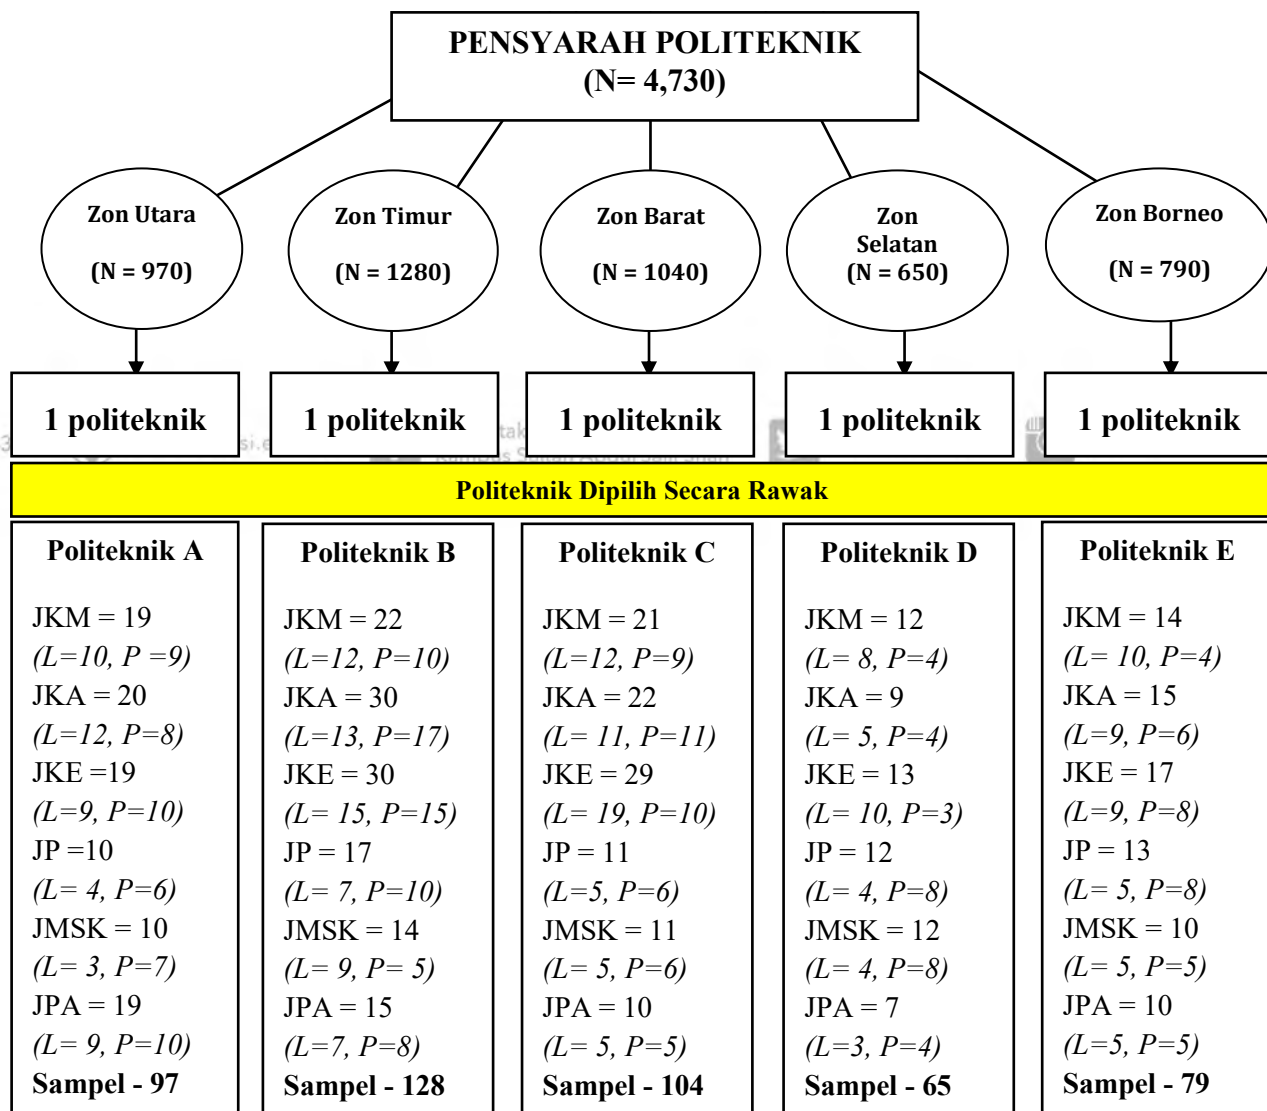 PENSYARAH POLITEKNIK
(N= 4,730)
Zon Utara
(N = 970)
Zon Timur
(N = 1280)
Zon Barat
(N = 1040)
Zon
Selatan
(N = 650)
Zon Borneo
(N = 790)
1 politeknik
1 politeknik
1 politeknik
1 politeknik
1 politeknik
Politeknik Dipilih Secara Rawak
Politeknik A
JKM = 19
(L=10, P =9)
JKA = 20
(L=12, P=8)
JKE =19
(L=9, P=10)
JP =10
(L= 4, P=6)
JMSK = 10
(L= 3, P=7)
JPA = 19
(L= 9, P=10)
Sampel - 97
Politeknik B
JKM = 22
(L=12, P=10)
JKA = 30
(L=13, P=17)
JKE = 30
(L= 15, P=15)
JP = 17
(L= 7, P=10)
JMSK = 14
(L= 9, P= 5)
JPA = 15
(L=7, P=8)
Sampel - 128
Politeknik C
JKM = 21
(L=12, P=9)
JKA = 22
(L= 11, P=11)
JKE = 29
(L= 19, P=10)
JP = 11
(L=5, P=6)
JMSK = 11
(L= 5, P=6)
JPA = 10
(L= 5, P=5)
Sampel - 104
Politeknik D
JKM = 12
(L= 8, P=4)
JKA = 9
(L= 5, P=4)
JKE = 13
(L= 10, P=3)
JP = 12
(L= 4, P=8)
JMSK = 12
(L= 4, P=8)
JPA = 7
(L=3, P=4)
Sampel - 65
Politeknik E
JKM = 14
(L= 10, P=4)
JKA = 15
(L=9, P=6)
JKE = 17
(L=9, P=8)
JP = 13
(L= 5, P=8)
JMSK = 10
(L= 5, P=5)
JPA = 10
(L=5, P=5)
Sampel - 79